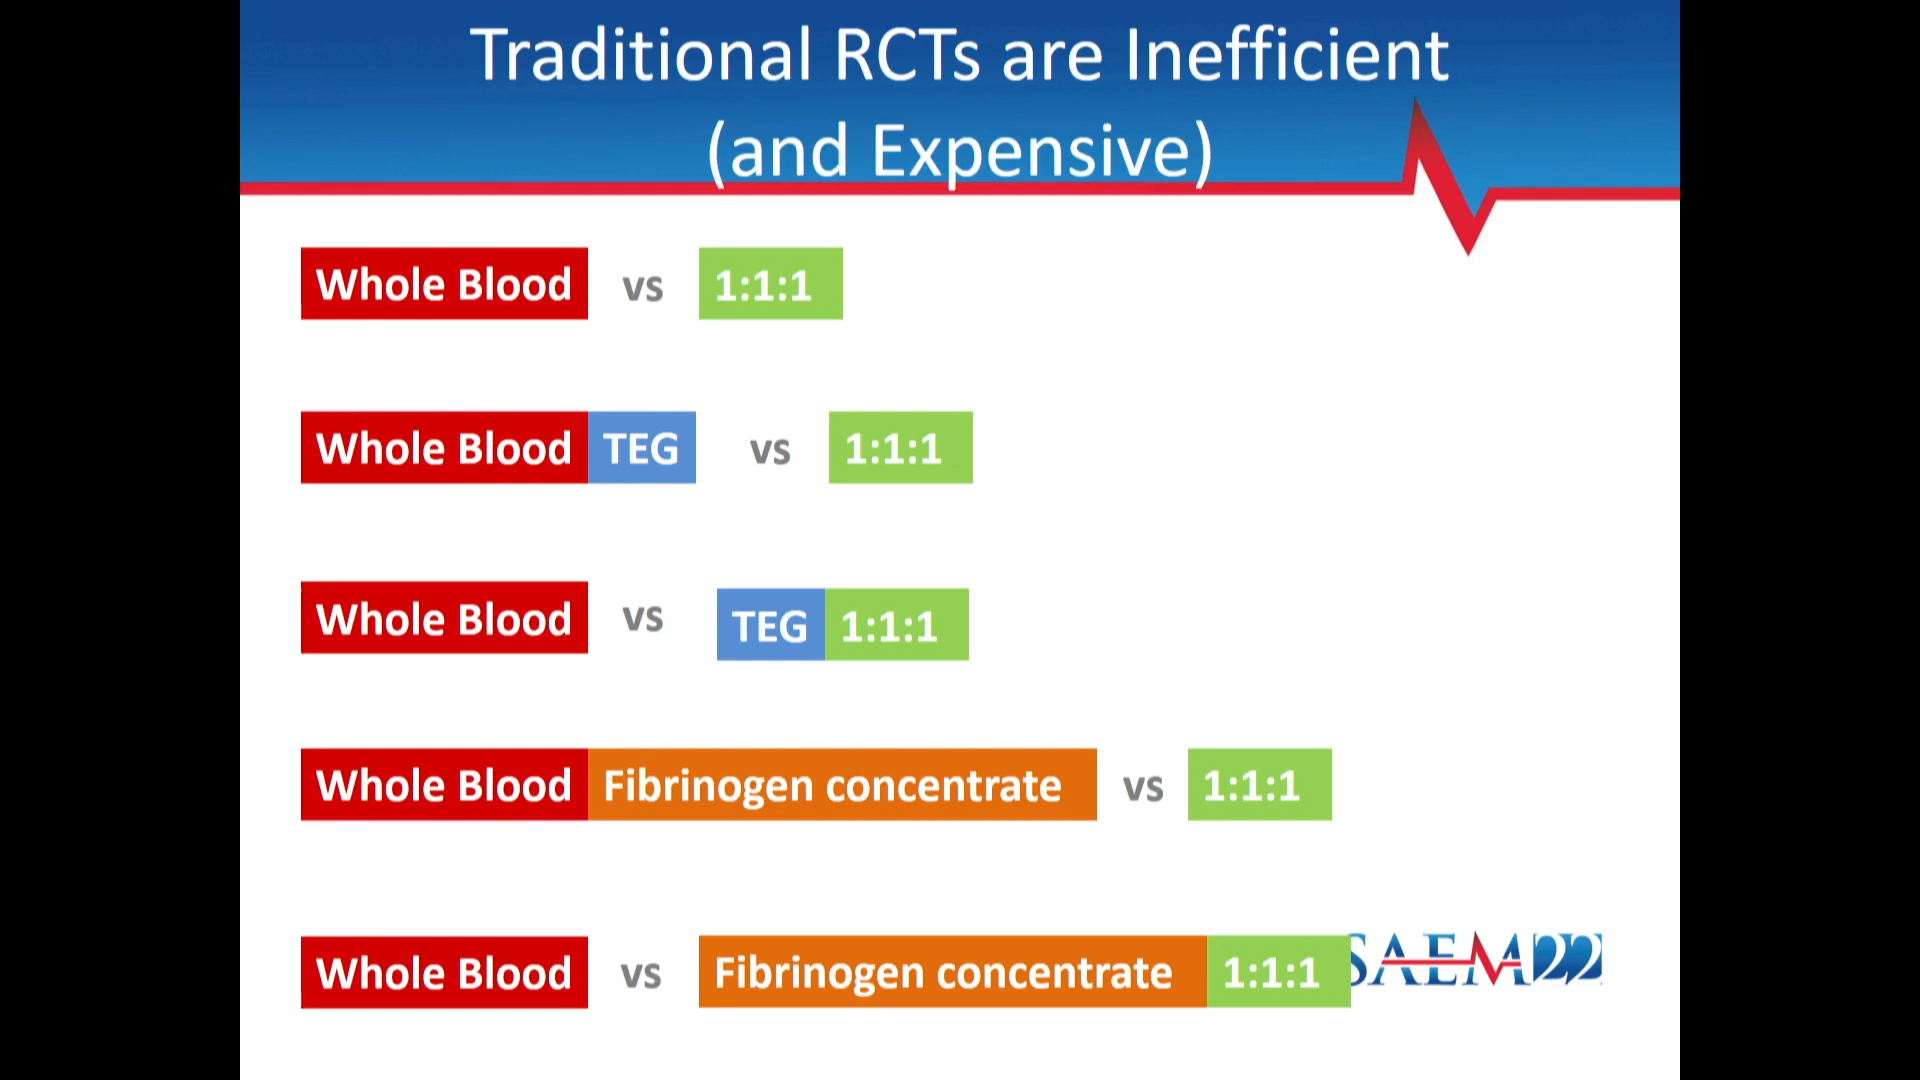 Traditional RCTs are Inefficient
(and Expensive)
Whole Blood vs 1:1:1
Whole Blood TEG vs 1:1:1
Whole Blood vs TEG 1:1:1
Whole Blood Fibrinogen concentrate vs 1:1:1
Whole Blood vs Fibrinogen concentrate 1:1:1
SAEM22